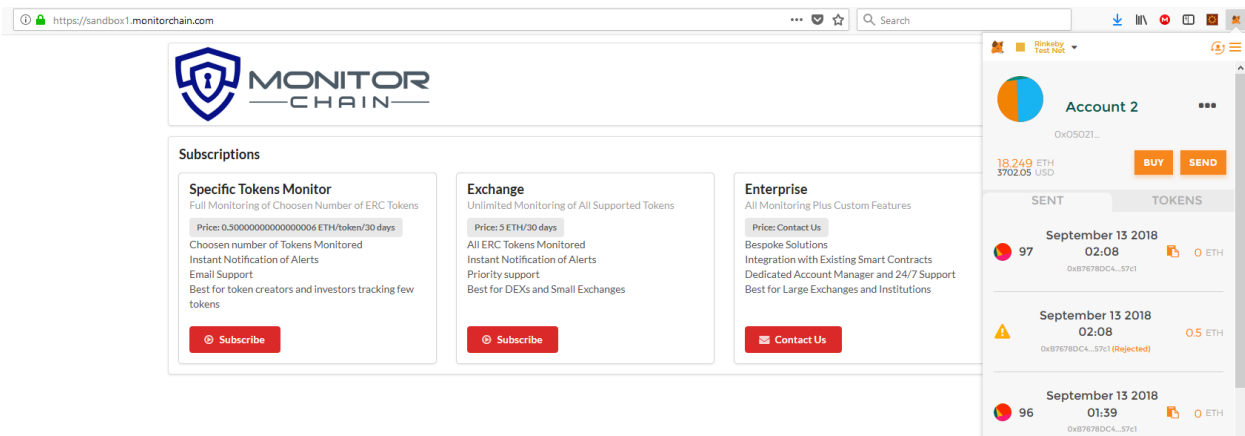 https://sandbox1.monitorchain.com
Search
MONITOR
CHAIN
Subscriptions
Specific Tokens Monitor
Full Monitoring of Choosen Number of ERC Tokens
Price: 0.50000000000000006 ETH/token/30 days
Choosen number of Tokens Monitored
Instant Notification of Alerts
Email Support
Best for token creators and investors tracking few
tokens
Subscribe
Exchange
Unlimited Monitoring of All Supported Tokens
Price: 5 ETH/30 days
All ERC Tokens Monitored
Instant Notification of Alerts
Priority support
Best for DEXs and Small Exchanges
Subscribe
Enterprise
All Monitoring Plus Custom Features
Price: Contact Us
Bespoke Solutions
Integration with Existing Smart Contracts
Dedicated Account Manager and 24/7 Support
Best for Large Exchanges and Institutions
Contact Us
Rinkeby
Test Net
Account 2
0x05021...
18.249 ETH
3702.05 USD
BUY
SEND
SENT
TOKENS
September 13 2018
97 02:08 0 ETH
0xB7678DC4...57c1
September 13 2018
02:08 0.5 ETH
0xB7678DC4...57c1 (Rejected)
September 13 2018
96 01:39 0 ETH
0xB7678DC4...57c1